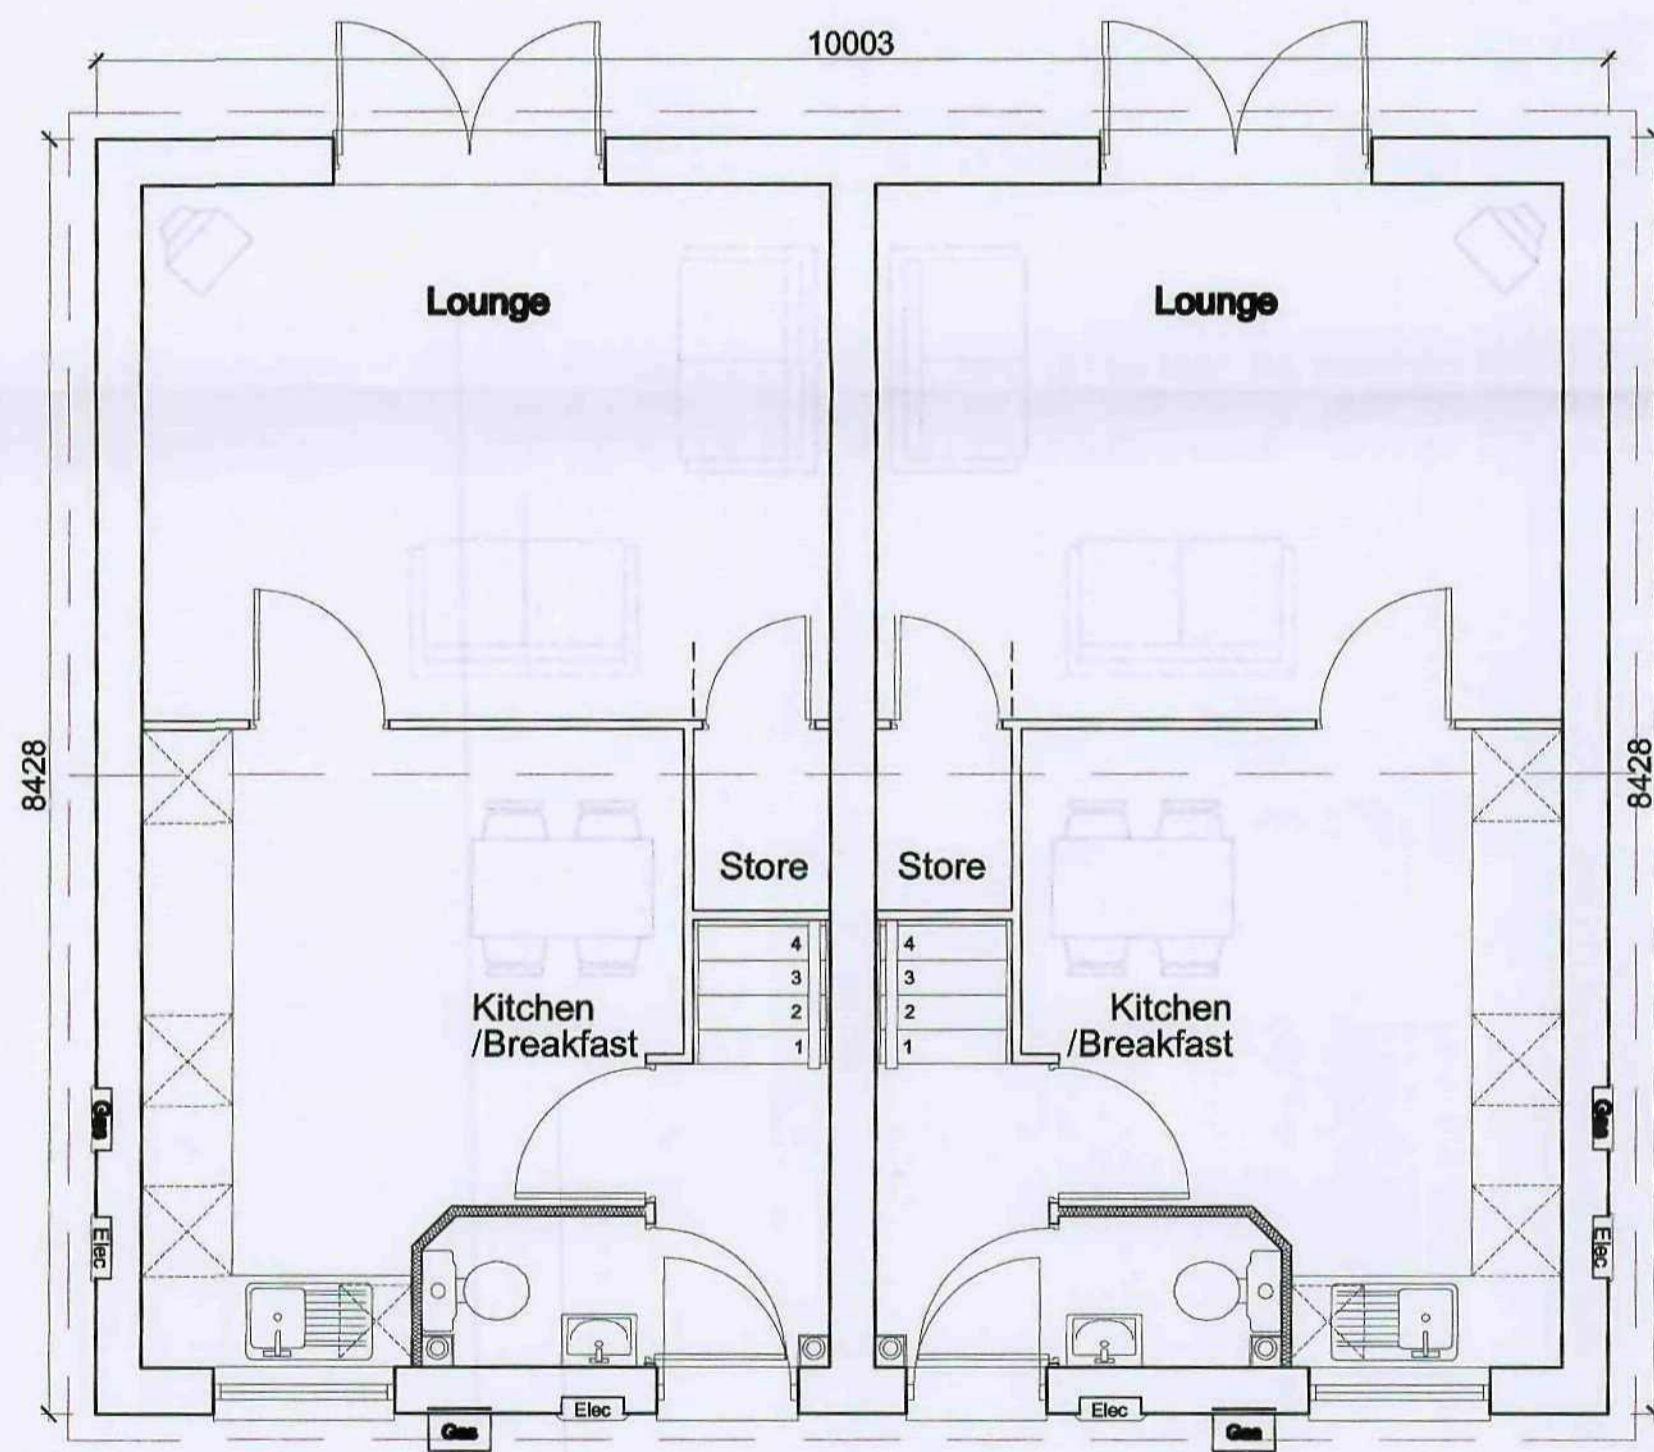 10003
Lounge
Lounge
8428
8428
Store
Store
4
3
2
1
4
3
2
1
Kitchen
/Breakfast
Kitchen
/Breakfast
Gas
Gas
Elec
Elec
Elec
Elec
Gas
Gas